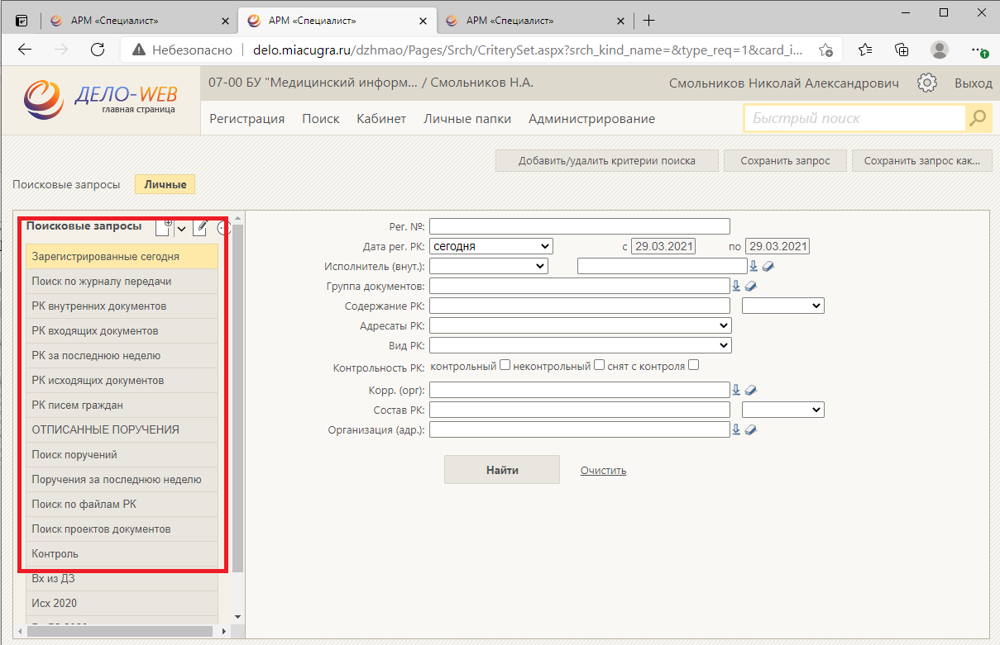 АРМ «Специалист»
АРМ «Специалист»
АРМ «Специалист»
Небезопасно | delo.miacugra.ru/dzhmao/Pages/Srch/CriterySet.aspx?srch_kind_name=&type_req=1&card_i...
ДЕЛО-WEB
главная страница
07-00 БУ "Медицинский информ... / Смольников Н.А.
Смольников Николай Александрович
Выход
Регистрация Поиск Кабинет Личные папки Администрирование
Быстрый поиск
Добавить/удалить критерии поиска
Сохранить запрос
Сохранить запрос как...
Поисковые запросы
Личные
Поисковые запросы
Зарегистрированные сегодня
Поиск по журналу передачи
РК внутренних документов
РК входящих документов
РК за последнюю неделю
РК исходящих документов
РК писем граждан
ОТПИСАННЫЕ ПОРУЧЕНИЯ
Поиск поручений
Поручения за последнюю неделю
Поиск по файлам РК
Поиск проектов документов
Контроль
Вх из ДЗ
Исх 2020
Рег. №:
Дата рег. РК: сегодня с 29.03.2021 по 29.03.2021
Исполнитель (внут.):
Группа документов:
Содержание РК:
Адресаты РК:
Вид РК:
Контрольность РК: контрольный неконтрольный снят с контроля
Корр. (орг):
Состав РК:
Организация (адр.):
Найти
Очистить